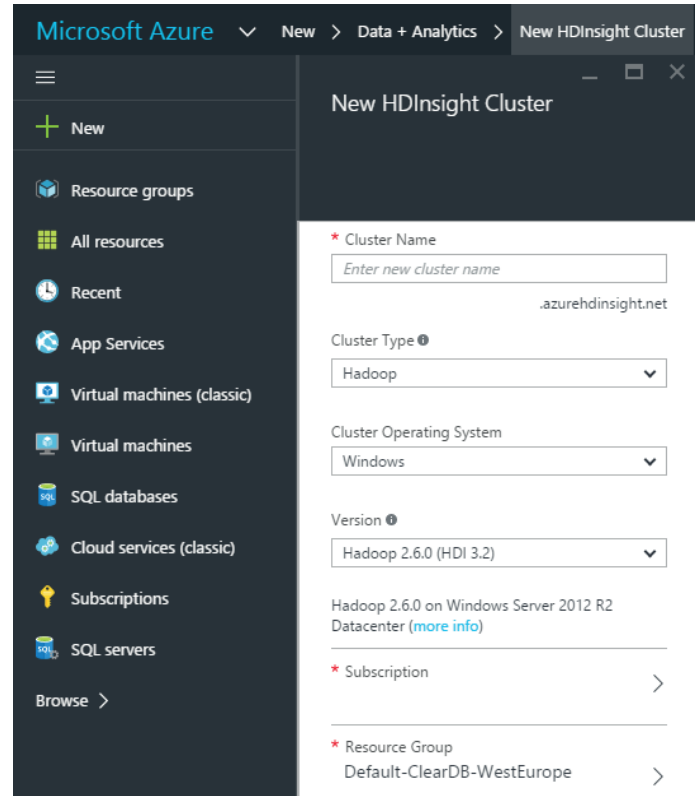 Microsoft Azure New > Data + Analytics > New HDInsight Cluster
New HDInsight Cluster
New
Resource groups
All resources
Recent
App Services
Virtual machines (classic)
Virtual machines
SQL databases
Cloud services (classic)
Subscriptions
SQL servers
Browse >
* Cluster Name
Enter new cluster name
.azurehdinsight.net
Cluster Type
Hadoop
Cluster Operating System
Windows
Version
Hadoop 2.6.0 (HDI 3.2)
Hadoop 2.6.0 on Windows Server 2012 R2
Datacenter (more info)
* Subscription
* Resource Group
Default-ClearDB-WestEurope